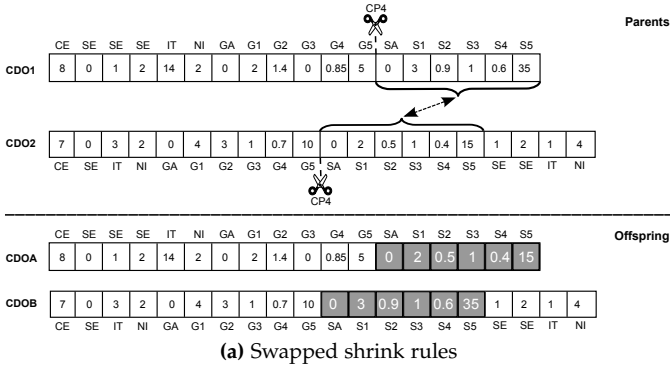 CP4
Parents
CE SE SE SE IT NI GA G1 G2 G3 G4 G5 SA S1 S2 S3 S4 S5
CDO1 8 0 1 2 14 2 0 2 1.4 0 0.85 5 0 3 0.9 1 0.6 35
CDO2 7 0 3 2 0 4 3 1 0.7 10 0 2 0.5 1 0.4 15 1 2 1 4
CE SE IT NI GA G1 G2 G3 G4 G5 SA S1 S2 S3 S4 S5 SE SE IT NI
CP4
CE SE SE SE IT NI GA G1 G2 G3 G4 G5 SA S1 S2 S3 S4 S5
Offspring
CDOA 8 0 1 2 14 2 0 2 1.4 0 0.85 5 0 2 0.5 1 0.4 15
CDOB 7 0 3 2 0 4 3 1 0.7 10 0 3 0.9 1 0.6 35 1 2 1 4
CE SE IT NI GA G1 G2 G3 G4 G5 SA S1 S2 S3 S4 S5 SE SE IT NI
(a) Swapped shrink rules